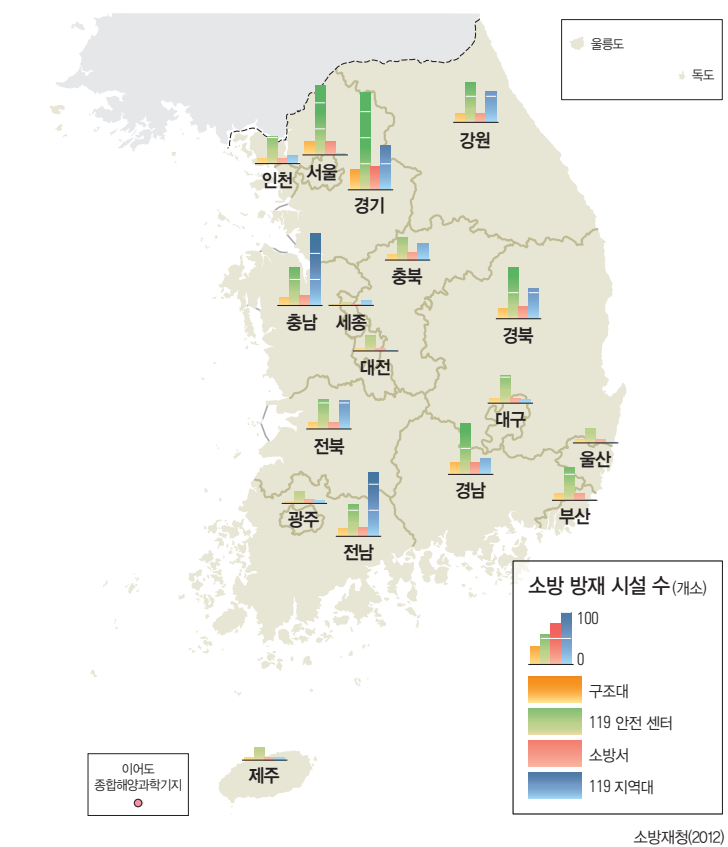 울릉도
독도
강원
인천
서울
경기
충북
충남
세종
경북
대전
대구
전북
울산
경남
부산
광주
전남
제주
이어도
종합해양과학기지
소방 방재 시설 수(개소)
100
0
구조대
119 안전 센터
소방서
119 지역대
소방재청(2012)